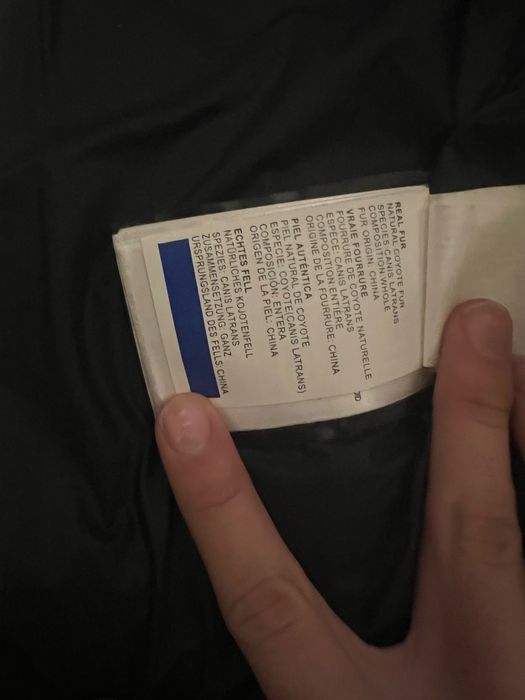 REAL FUR
NATURAL COYOTE FUR
SPECIES:CANIS LATRANS
COMPOSITION:WHOLE
FUR ORIGIN: CHINA
VRAIE FOURRURE
FOURRURE DE COYOTE NATURELLE
ESPÈCE:CANIS LATRANS
COMPOSITION:ENTIÈRE
ORIGINE DE LA FOURRURE: CHINA
PIEL AUTÉNTICA
PIEL NATURAL DE COYOTE
ESPECIE: COYOTE(CANIS LATRANS)
COMPOSICIÓN: ENTERA
ORIGEN DE LA PIEL: CHINA
ECHTES FELL
NATÜRLICHES KOJOTENFELL
SPEZIES: CANIS LATRANS
ZUSAMMENSETZUNG: GANZ
URSPRUNGSLAND DES FELLS:CHINA